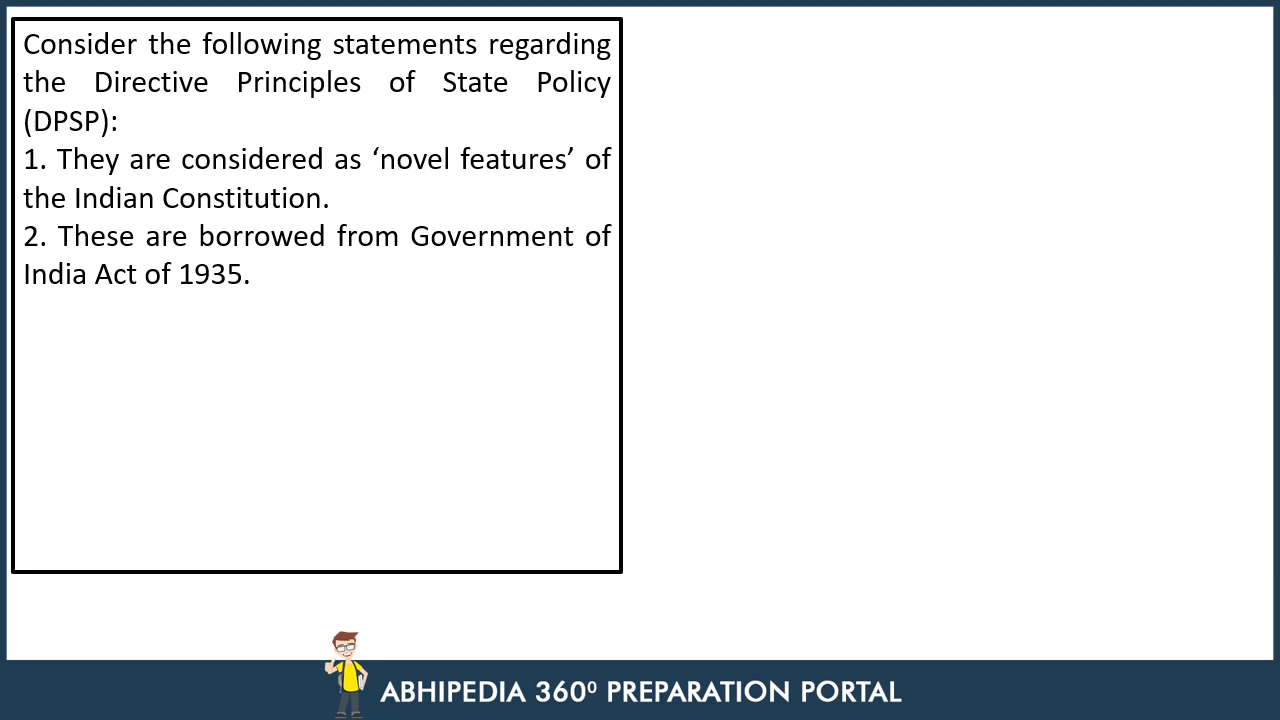 Consider the following statements regarding
the Directive Principles of State Policy
(DPSP):
1. They are considered as ‘novel features’ of
the Indian Constitution.
2. These are borrowed from Government of
India Act of 1935.
ABHIPEDIA 360⁰ PREPARATION PORTAL